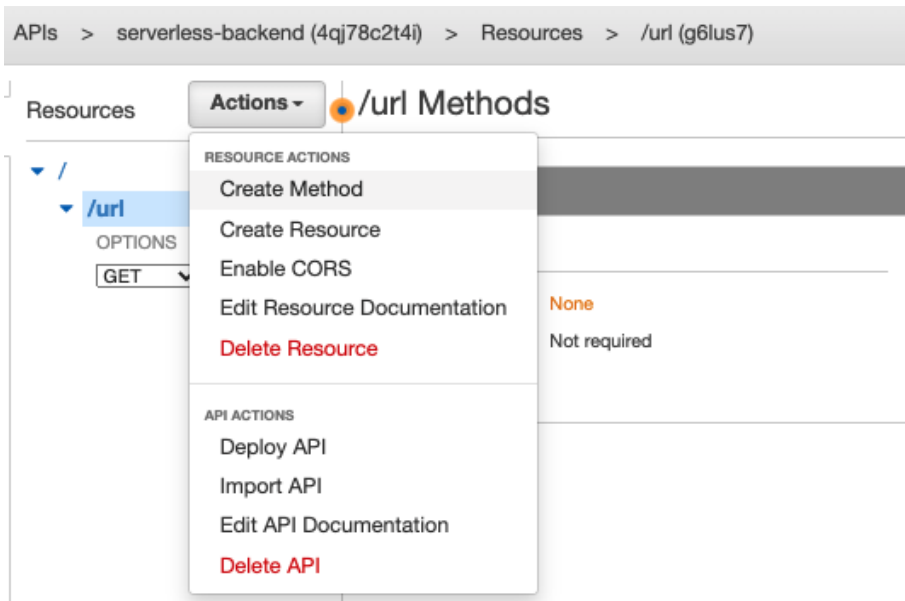 APIs > serverless-backend (4qj78c2t4i) > Resources > /url (g6lus7)
Resources
Actions
/url Methods
/
/url
OPTIONS
GET
RESOURCE ACTIONS
Create Method
Create Resource
Enable CORS
Edit Resource Documentation
Delete Resource
API ACTIONS
Deploy API
Import API
Edit API Documentation
Delete API
None
Not required